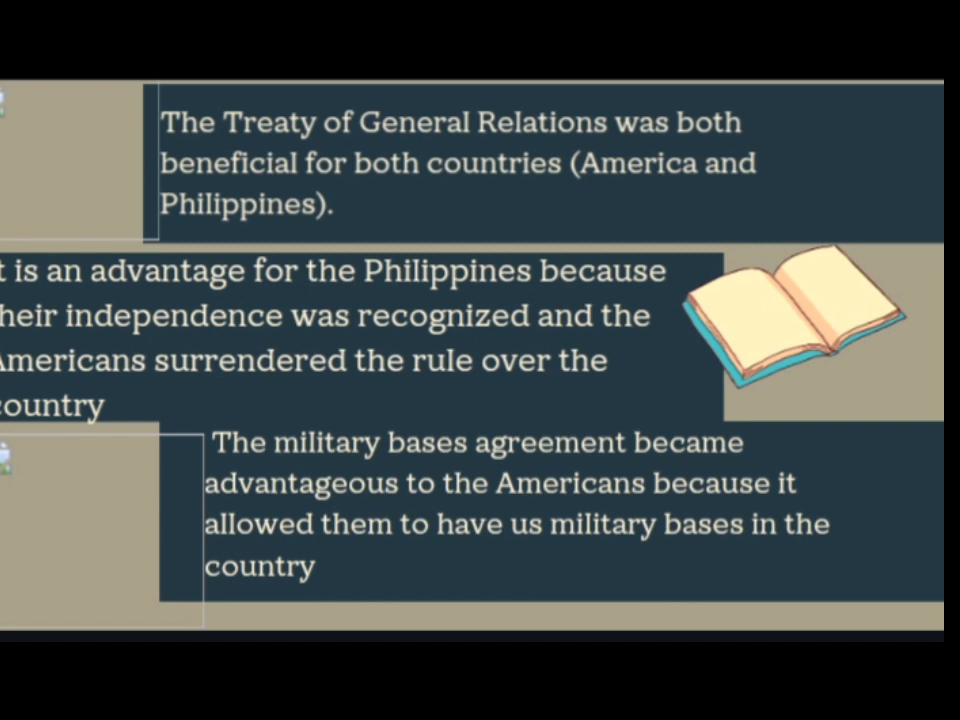 The Treaty of General Relations was both
beneficial for both countries (America and
Philippines).
t is an advantage for the Philippines because
heir independence was recognized and the
Americans surrendered the rule over the
country
The military bases agreement became
advantageous to the Americans because it
allowed them to have us military bases in the
country